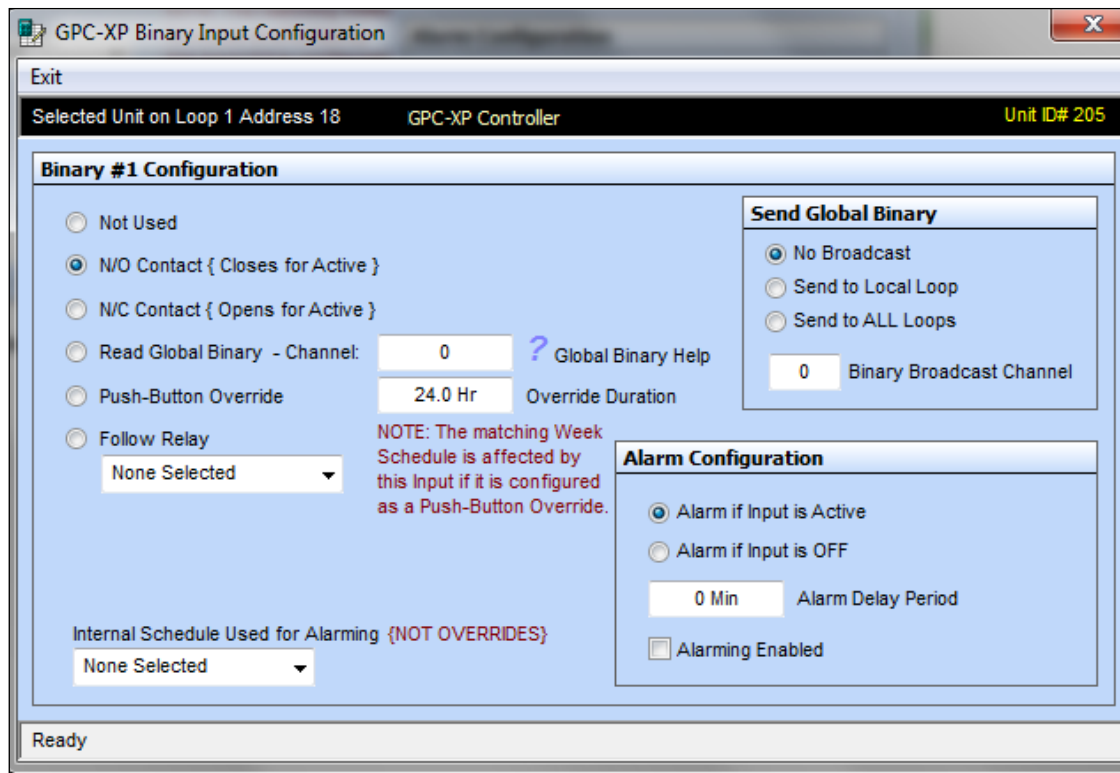 GPC-XP Binary Input Configuration
Alarm Configuration
Exit
Selected Unit on Loop 1 Address 18 GPC-XP Controller Unit ID# 205
Binary #1 Configuration
Not Used
N/O Contact { Closes for Active }
N/C Contact { Opens for Active }
Read Global Binary - Channel: 0 ? Global Binary Help
Push-Button Override 24.0 Hr Override Duration
Follow Relay
None Selected
NOTE: The matching Week
Schedule is affected by
this Input if it is configured
as a Push-Button Override.
Send Global Binary
No Broadcast
Send to Local Loop
Send to ALL Loops
0 Binary Broadcast Channel
Alarm Configuration
Alarm if Input is Active
Alarm if Input is OFF
0 Min Alarm Delay Period
Alarming Enabled
Internal Schedule Used for Alarming {NOT OVERRIDES}
None Selected
Ready